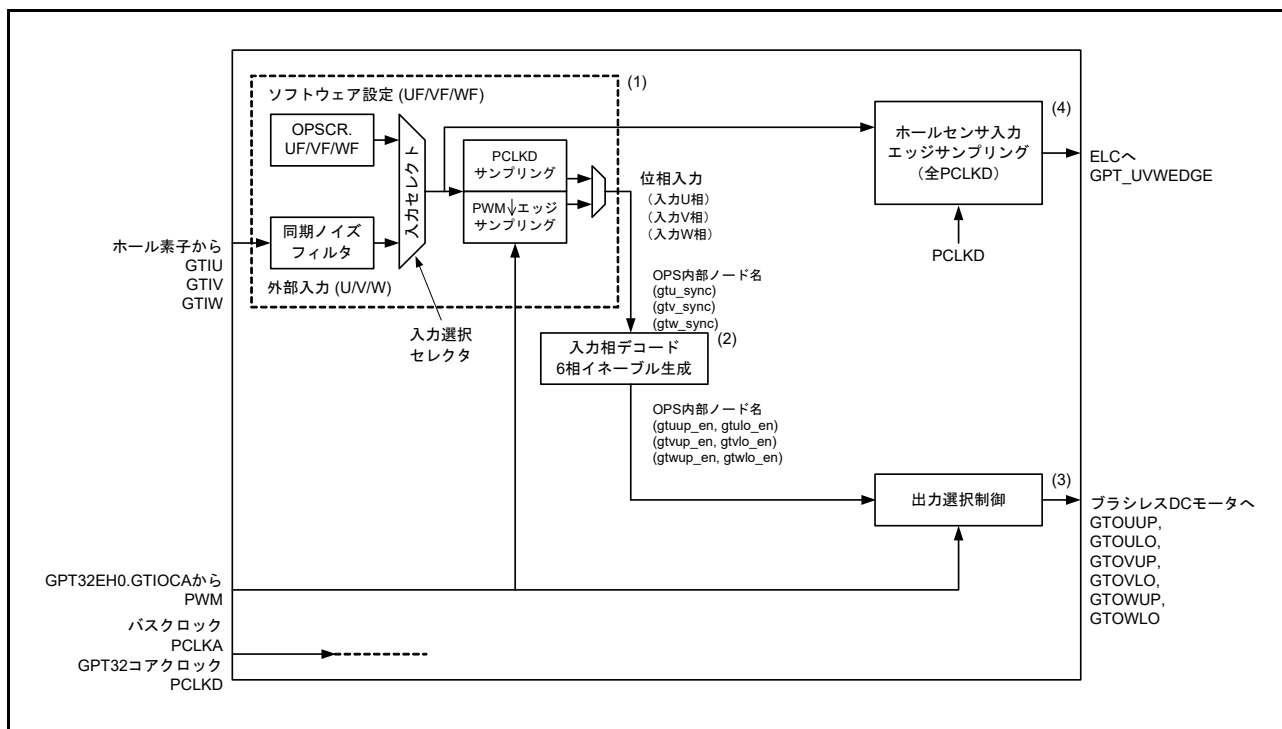 (1)
ソフトウェア設定 (UF/VF/WF)
OPSCR.
UF/VF/WF
同期ノイズ
フィルタ
外部入力 (U/V/W)
入力セレクト
入力選択
セレクタ
PCLKD
サンプリング
PWM↓エッジ
サンプリング
ホール素子から
GTIU
GTIV
GTIW
位相入力
(入力U相)
(入力V相)
(入力W相)
OPS内部ノード名
(gtu_sync)
(gtv_sync)
(gtw_sync)
(2)
入力相デコード
6相イネーブル生成
OPS内部ノード名
(gtuup_en, gtulo_en)
(gtvup_en, gtvlo_en)
(gtwup_en, gtwlo_en)
(4)
ホールセンサ入力
エッジサンプリング
(全PCLKD)
PCLKD
ELCへ
GPT_UVWEDGE
(3)
出力選択制御
ブラシレスDCモータへ
GTOUUP,
GTOULO,
GTOVUP,
GTOVLO,
GTOWUP,
GTOWLO
GPT32EH0.GTIOCAから
PWM
バスクロック
PCLKA
GPT32コアクロック
PCLKD